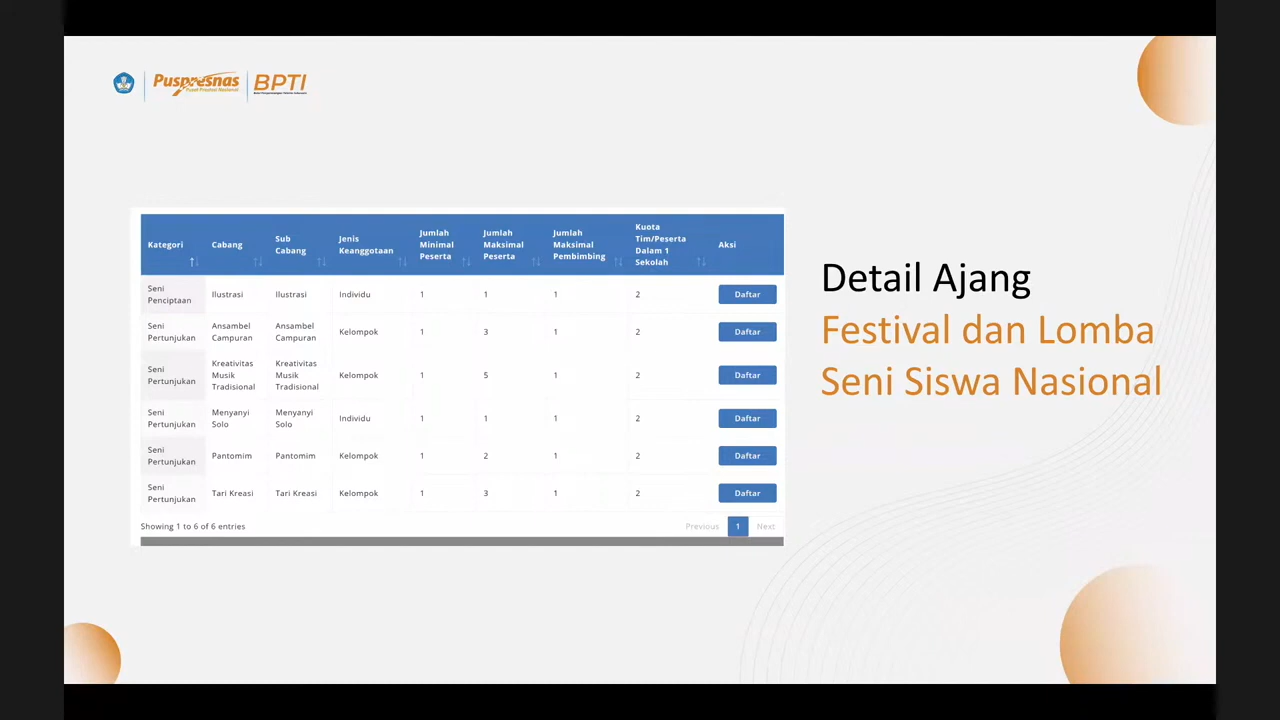 Puspresnas
Pusat Prestasi Nasional
BPTI
Kategori Cabang Sub Cabang Jenis Keanggotaan Jumlah Minimal Peserta Jumlah Maksimal Peserta Jumlah Maksimal Pembimbing Kuota Tim/Peserta Dalam 1 Sekolah Aksi
Seni Penciptaan Ilustrasi Ilustrasi Individu 1 1 1 2 Daftar
Seni Pertunjukan Ansambel Campuran Ansambel Campuran Kelompok 1 3 1 2 Daftar
Seni Pertunjukan Kreativitas Musik Tradisional Kreativitas Musik Tradisional Kelompok 1 5 1 2 Daftar
Seni Pertunjukan Menyanyi Solo Menyanyi Solo Individu 1 1 1 2 Daftar
Seni Pertunjukan Pantomim Pantomim Kelompok 1 2 1 2 Daftar
Seni Pertunjukan Tari Kreasi Tari Kreasi Kelompok 1 3 1 2 Daftar
Showing 1 to 6 of 6 entries Previous 1 Next
Detail Ajang
Festival dan Lomba
Seni Siswa Nasional